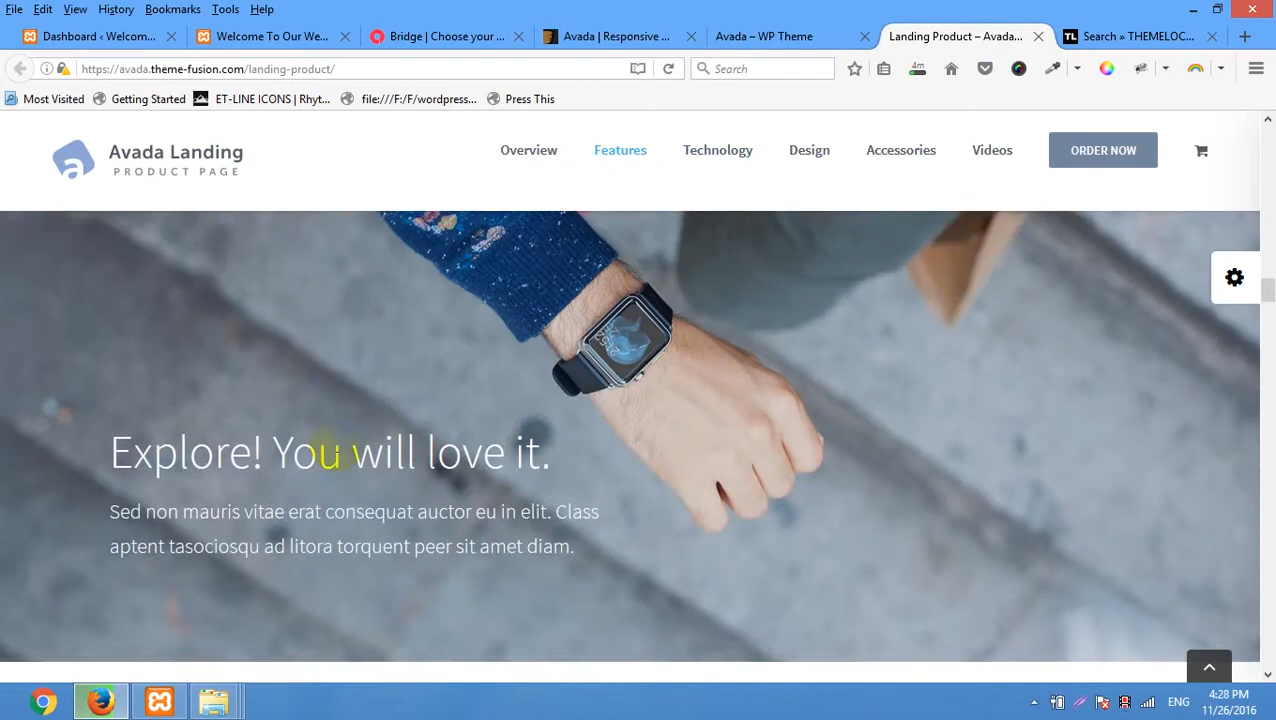 File Edit View History Bookmarks Tools Help
Dashboard ‹ Welcom...
Welcome To Our We...
Bridge | Choose your ...
Avada | Responsive ...
Avada – WP Theme
Landing Product – Avada...
TL Search » THEMELOC...
https://avada.theme-fusion.com/landing-product/
Search
4m
Most Visited
Getting Started
ET-LINE ICONS | Rhyt...
file:///F:/F/wordpress...
Press This
Avada Landing
PRODUCT PAGE
Overview
Features
Technology
Design
Accessories
Videos
ORDER NOW
Explore! You will love it.
Sed non mauris vitae erat consequat auctor eu in elit. Class
aptent tasociosqu ad litora torquent peer sit amet diam.
ENG
4:28 PM
11/26/2016